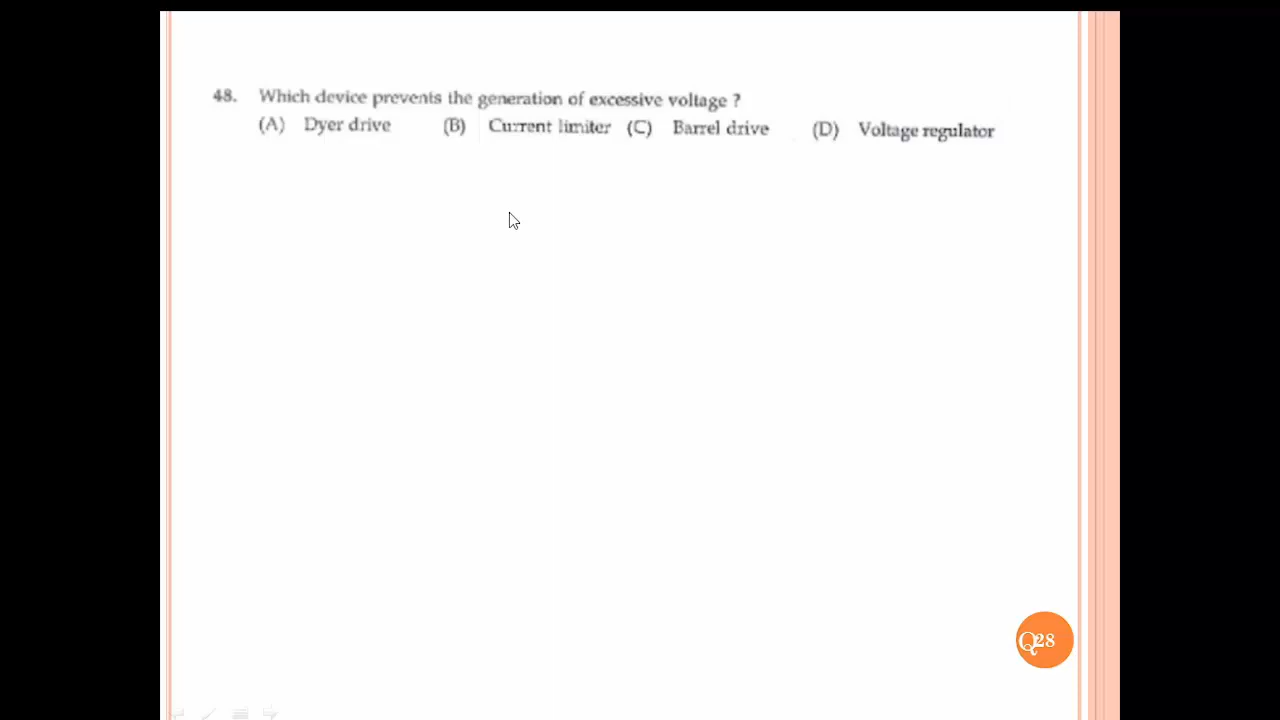 48. Which device prevents the generation of excessive voltage ?
(A) Dyer drive (B) Current limiter (C) Barrel drive (D) Voltage regulator
Q28